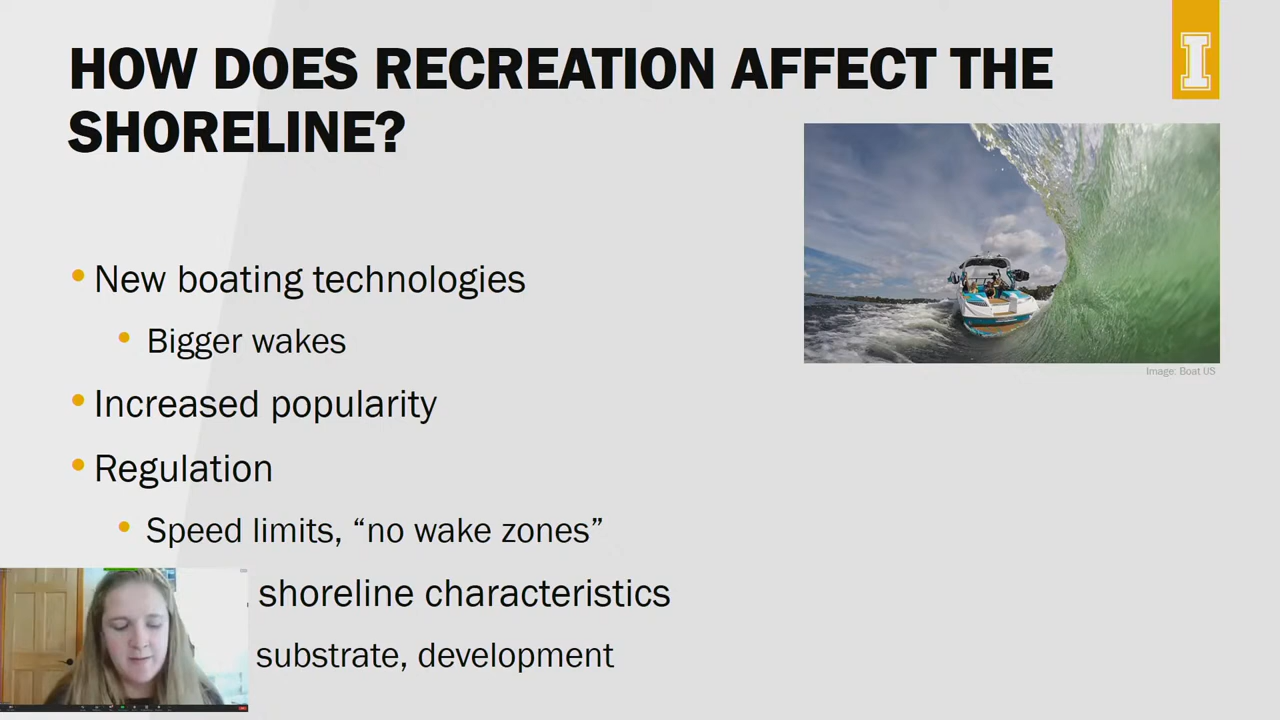 HOW DOES RECREATION AFFECT THE
SHORELINE?
I
Image: Boat US
• New boating technologies
• Bigger wakes
• Increased popularity
• Regulation
• Speed limits, “no wake zones”
shoreline characteristics
substrate, development